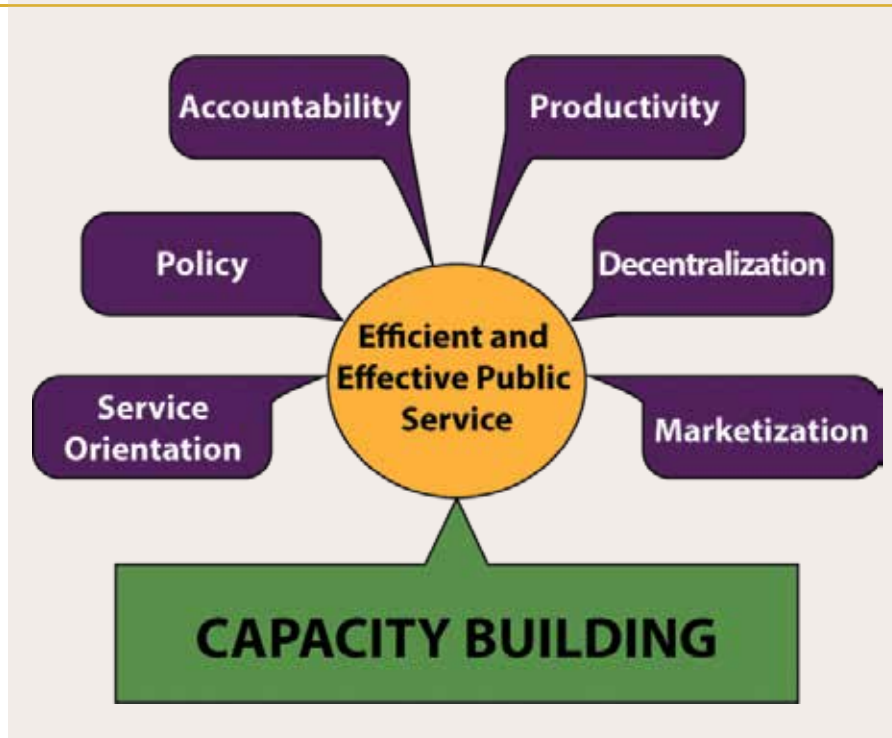 Accountability
Productivity
Policy
Decentralization
Efficient and
Effective Public
Service
Service
Orientation
Marketization
CAPACITY BUILDING